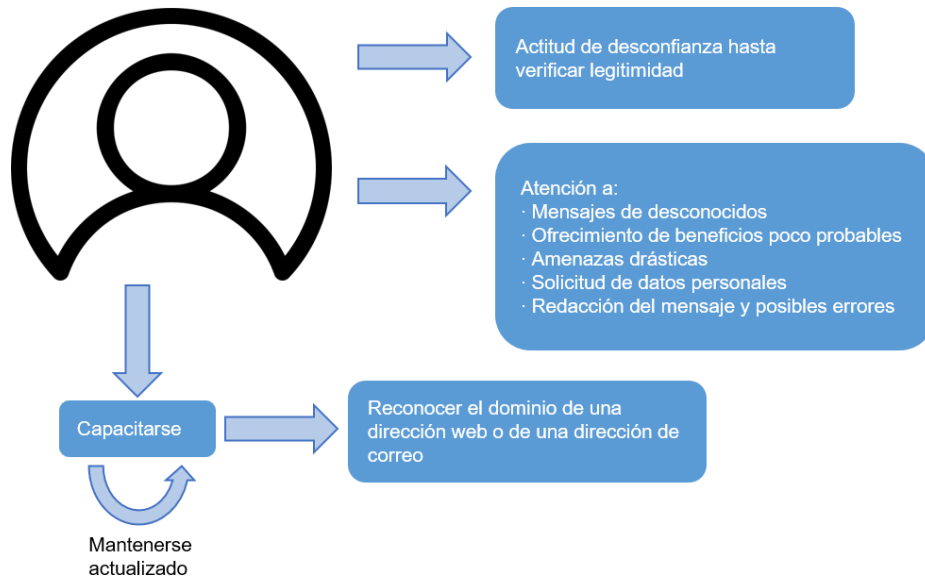 Actitud de desconfianza hasta
verificar legitimidad
Atención a:
· Mensajes de desconocidos
· Ofrecimiento de beneficios poco probables
· Amenazas drásticas
· Solicitud de datos personales
· Redacción del mensaje y posibles errores
Capacitarse
Reconocer el dominio de una
dirección web o de una dirección de
correo
Mantenerse
actualizado